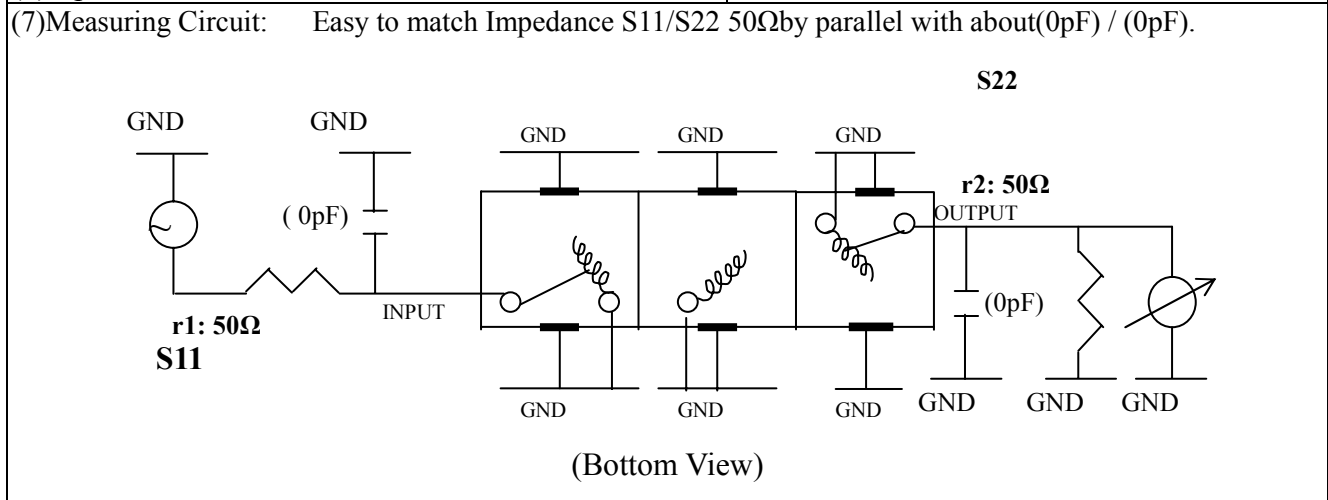 (7)Measuring Circuit: Easy to match Impedance S11/S22 50Ωby parallel with about(0pF) / (0pF).
S22
GND GND GND GND GND
r2: 50Ω
( 0pF) OUTPUT
INPUT (0pF)
r1: 50Ω
S11
GND GND GND GND GND GND
(Bottom View)